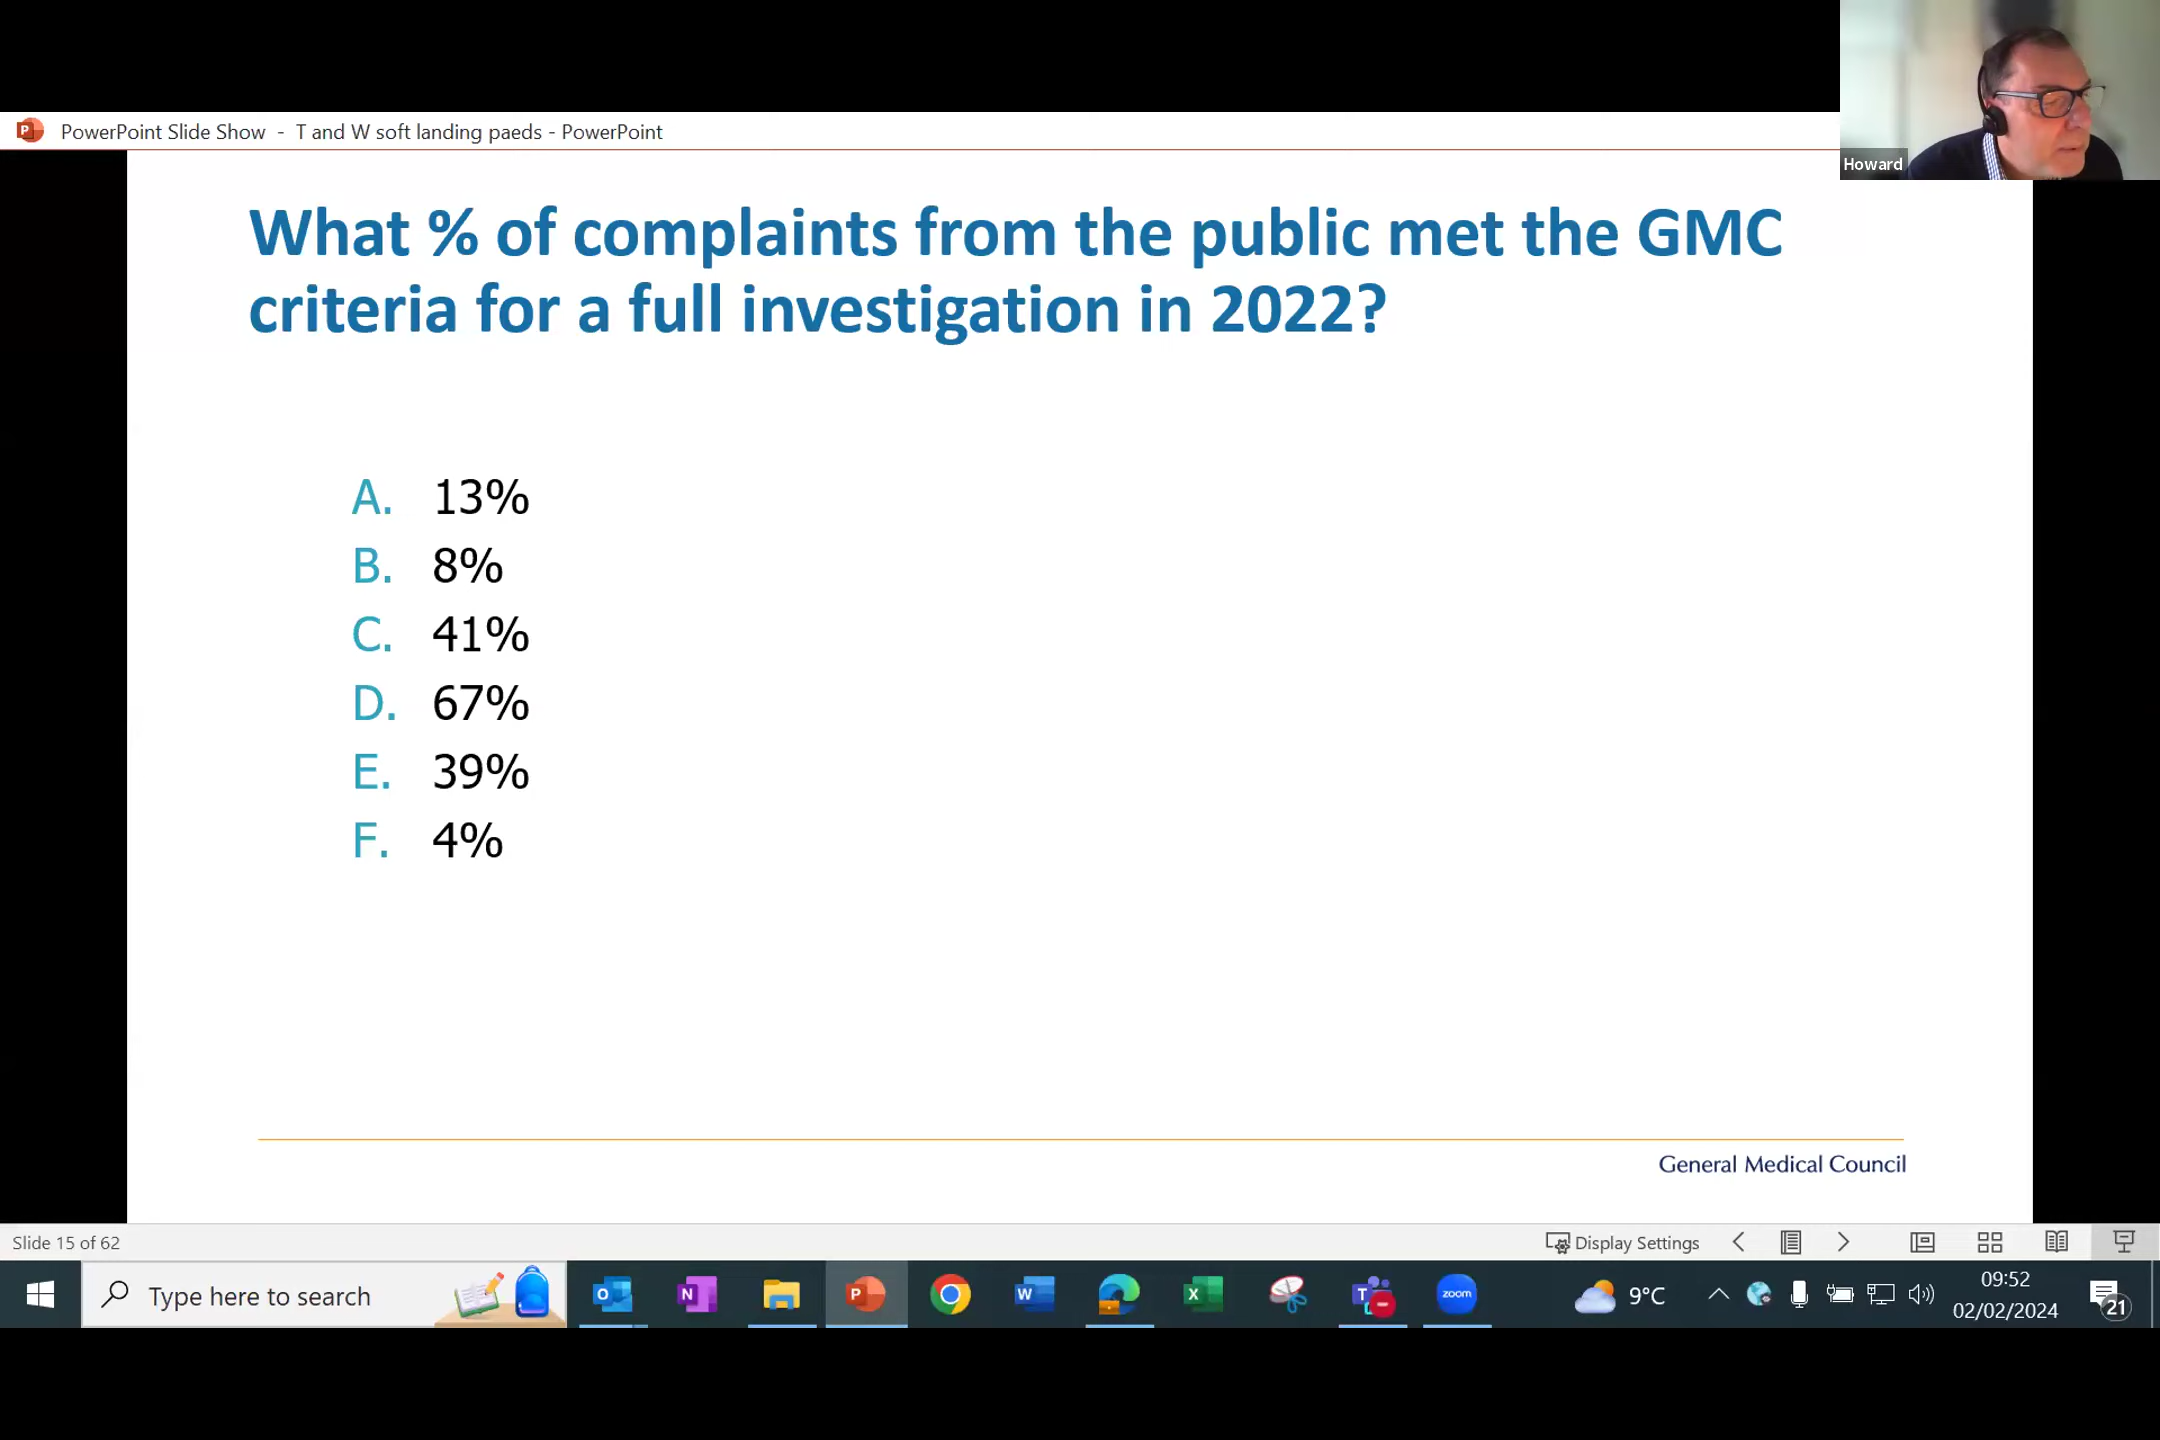 PowerPoint Slide Show - T and W soft landing paeds - PowerPoint
Howard
What % of complaints from the public met the GMC
criteria for a full investigation in 2022?
A. 13%
B. 8%
C. 41%
D. 67%
E. 39%
F. 4%
General Medical Council
Slide 15 of 62
Display Settings
Type here to search
zoom
9°C
09:52
02/02/2024
21